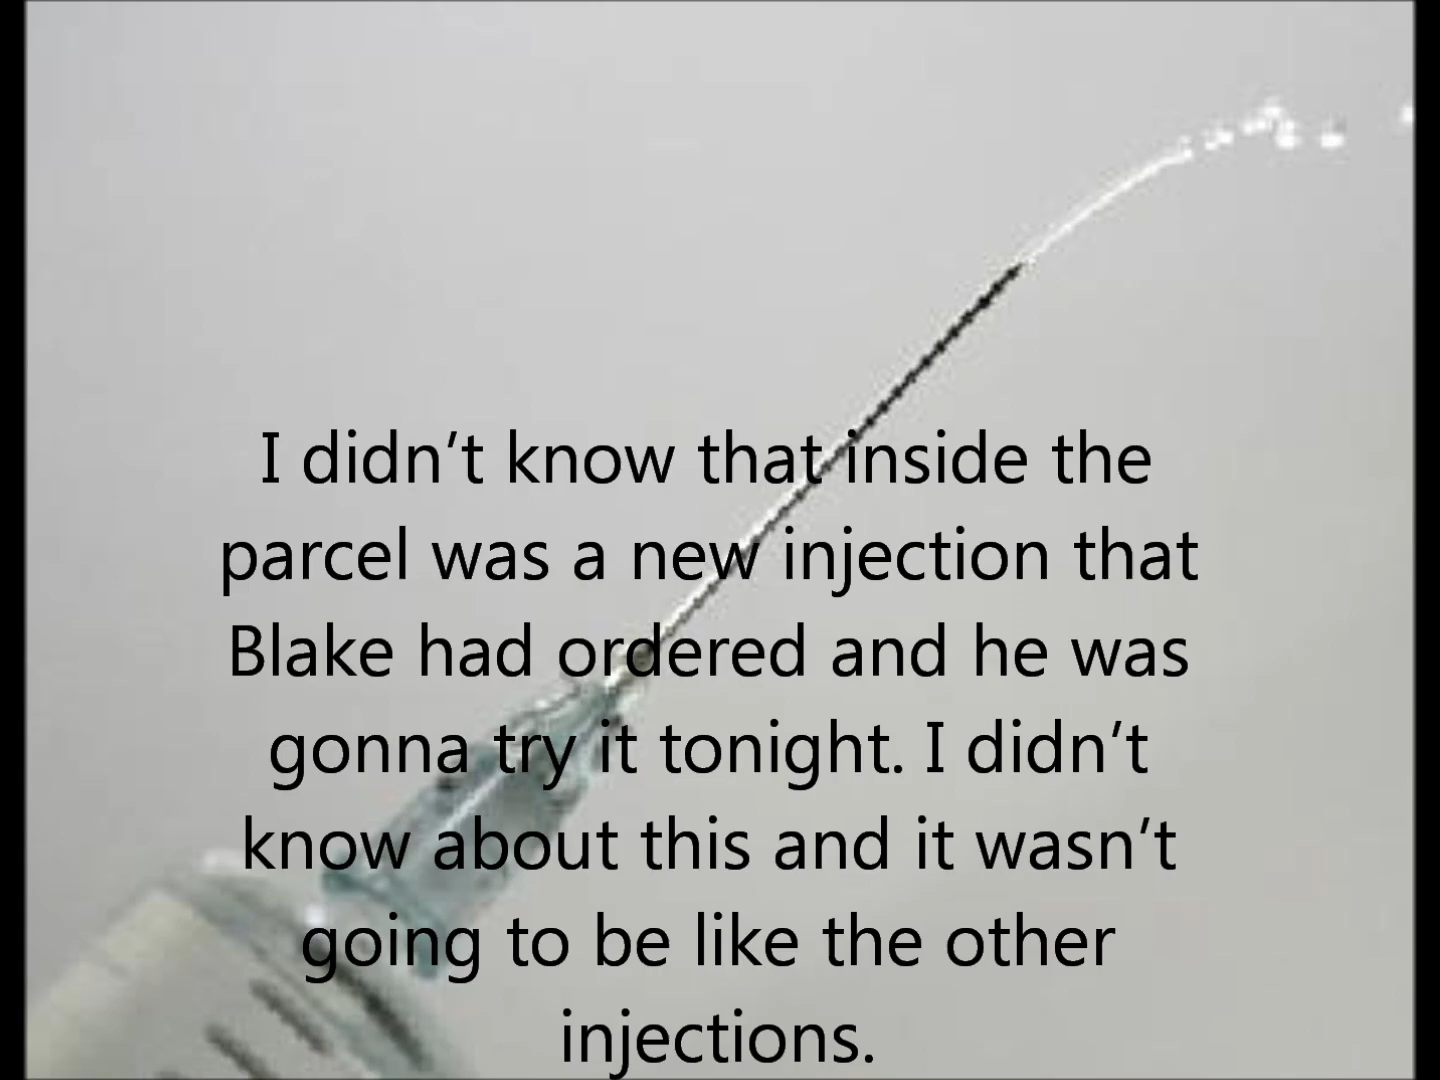 I didn’t know that inside the
parcel was a new injection that
Blake had ordered and he was
gonna try it tonight. I didn’t
know about this and it wasn’t
going to be like the other
injections.